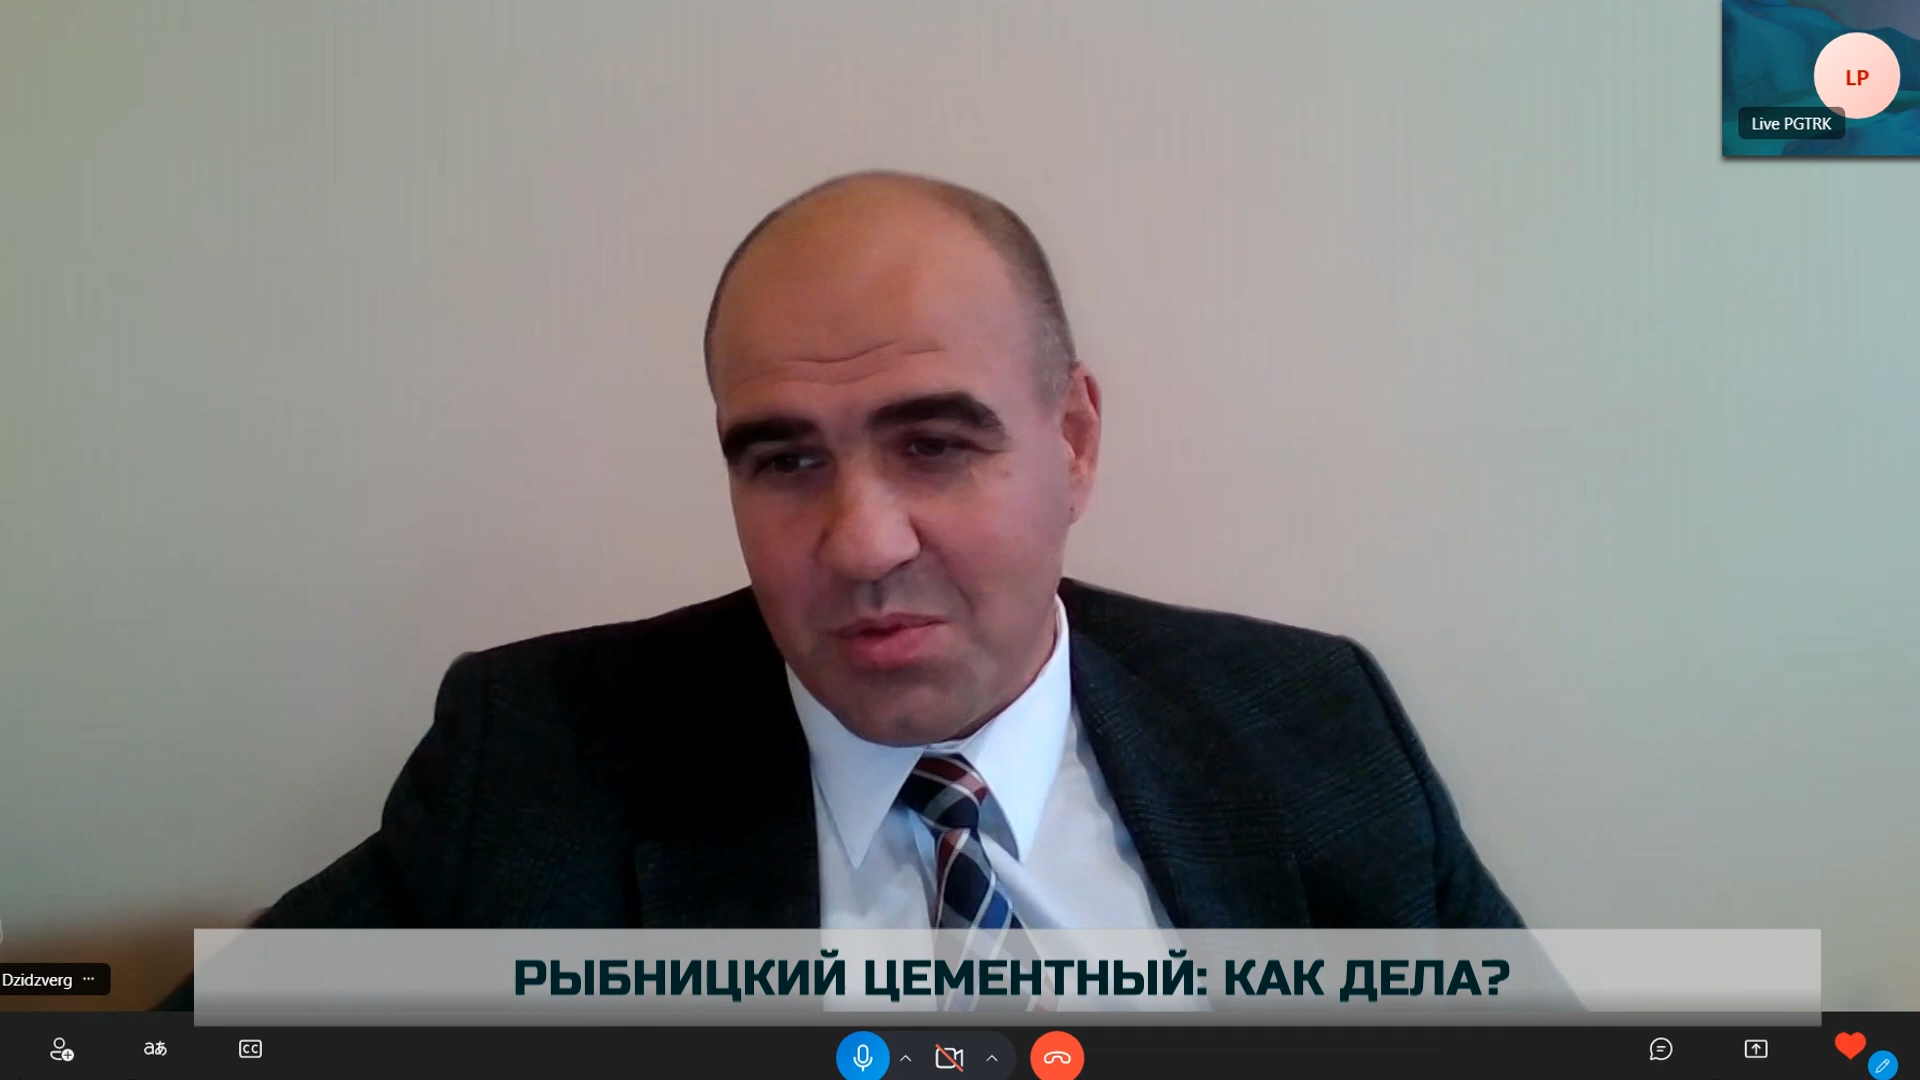 LP
Live PGTRK
Dzidzverg ...
РЫБНИЦКИЙ ЦЕМЕНТНЫЙ: КАК ДЕЛА?
aあ
CC